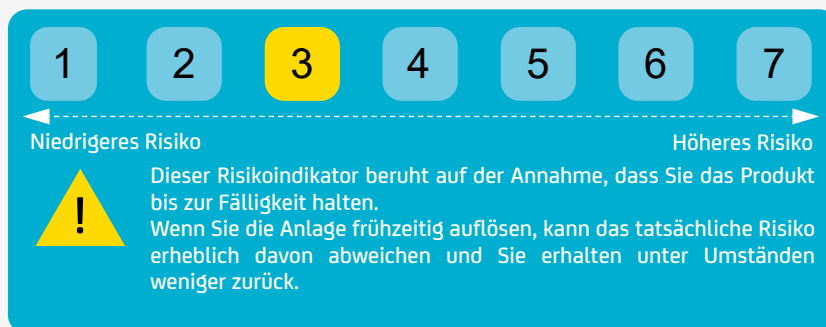 1 2 3 4 5 6 7
Niedrigeres Risiko Höheres Risiko
!
Dieser Risikoindikator beruht auf der Annahme, dass Sie das Produkt
bis zur Fälligkeit halten.
Wenn Sie die Anlage frühzeitig auflösen, kann das tatsächliche Risiko
erheblich davon abweichen und Sie erhalten unter Umständen
weniger zurück.